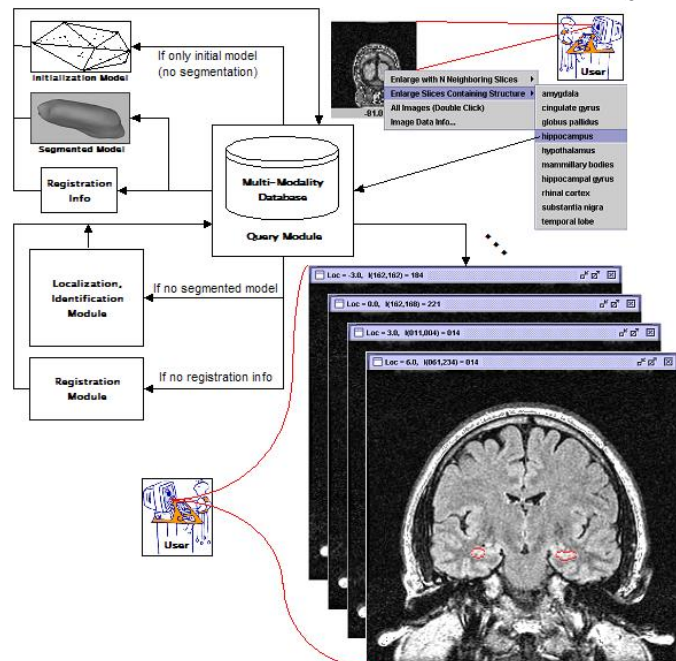 Initialization Model
If only initial model
(no segmentation)
Segmented Model
Registration
Info
Multi-Modality
Database
Query Module
Localization,
Identification
Module
If no segmented model
Registration
Module
If no registration info
User
Enlarge with N Neighboring Slices
Enlarge Slices Containing Structure
All Images (Double Click)
Image Data Info...
amygdala
cingulate gyrus
globus pallidus
hippocampus
hypothalamus
mammillary bodies
hippocampal gyrus
rhinal cortex
substantia nigra
temporal lobe
Loc = -3.0, I(162,162) = 184
Loc = 0.0, I(162,168) = 221
Loc = 3.0, I(011,004) = 014
Loc = 6.0, I(061,234) = 014
User